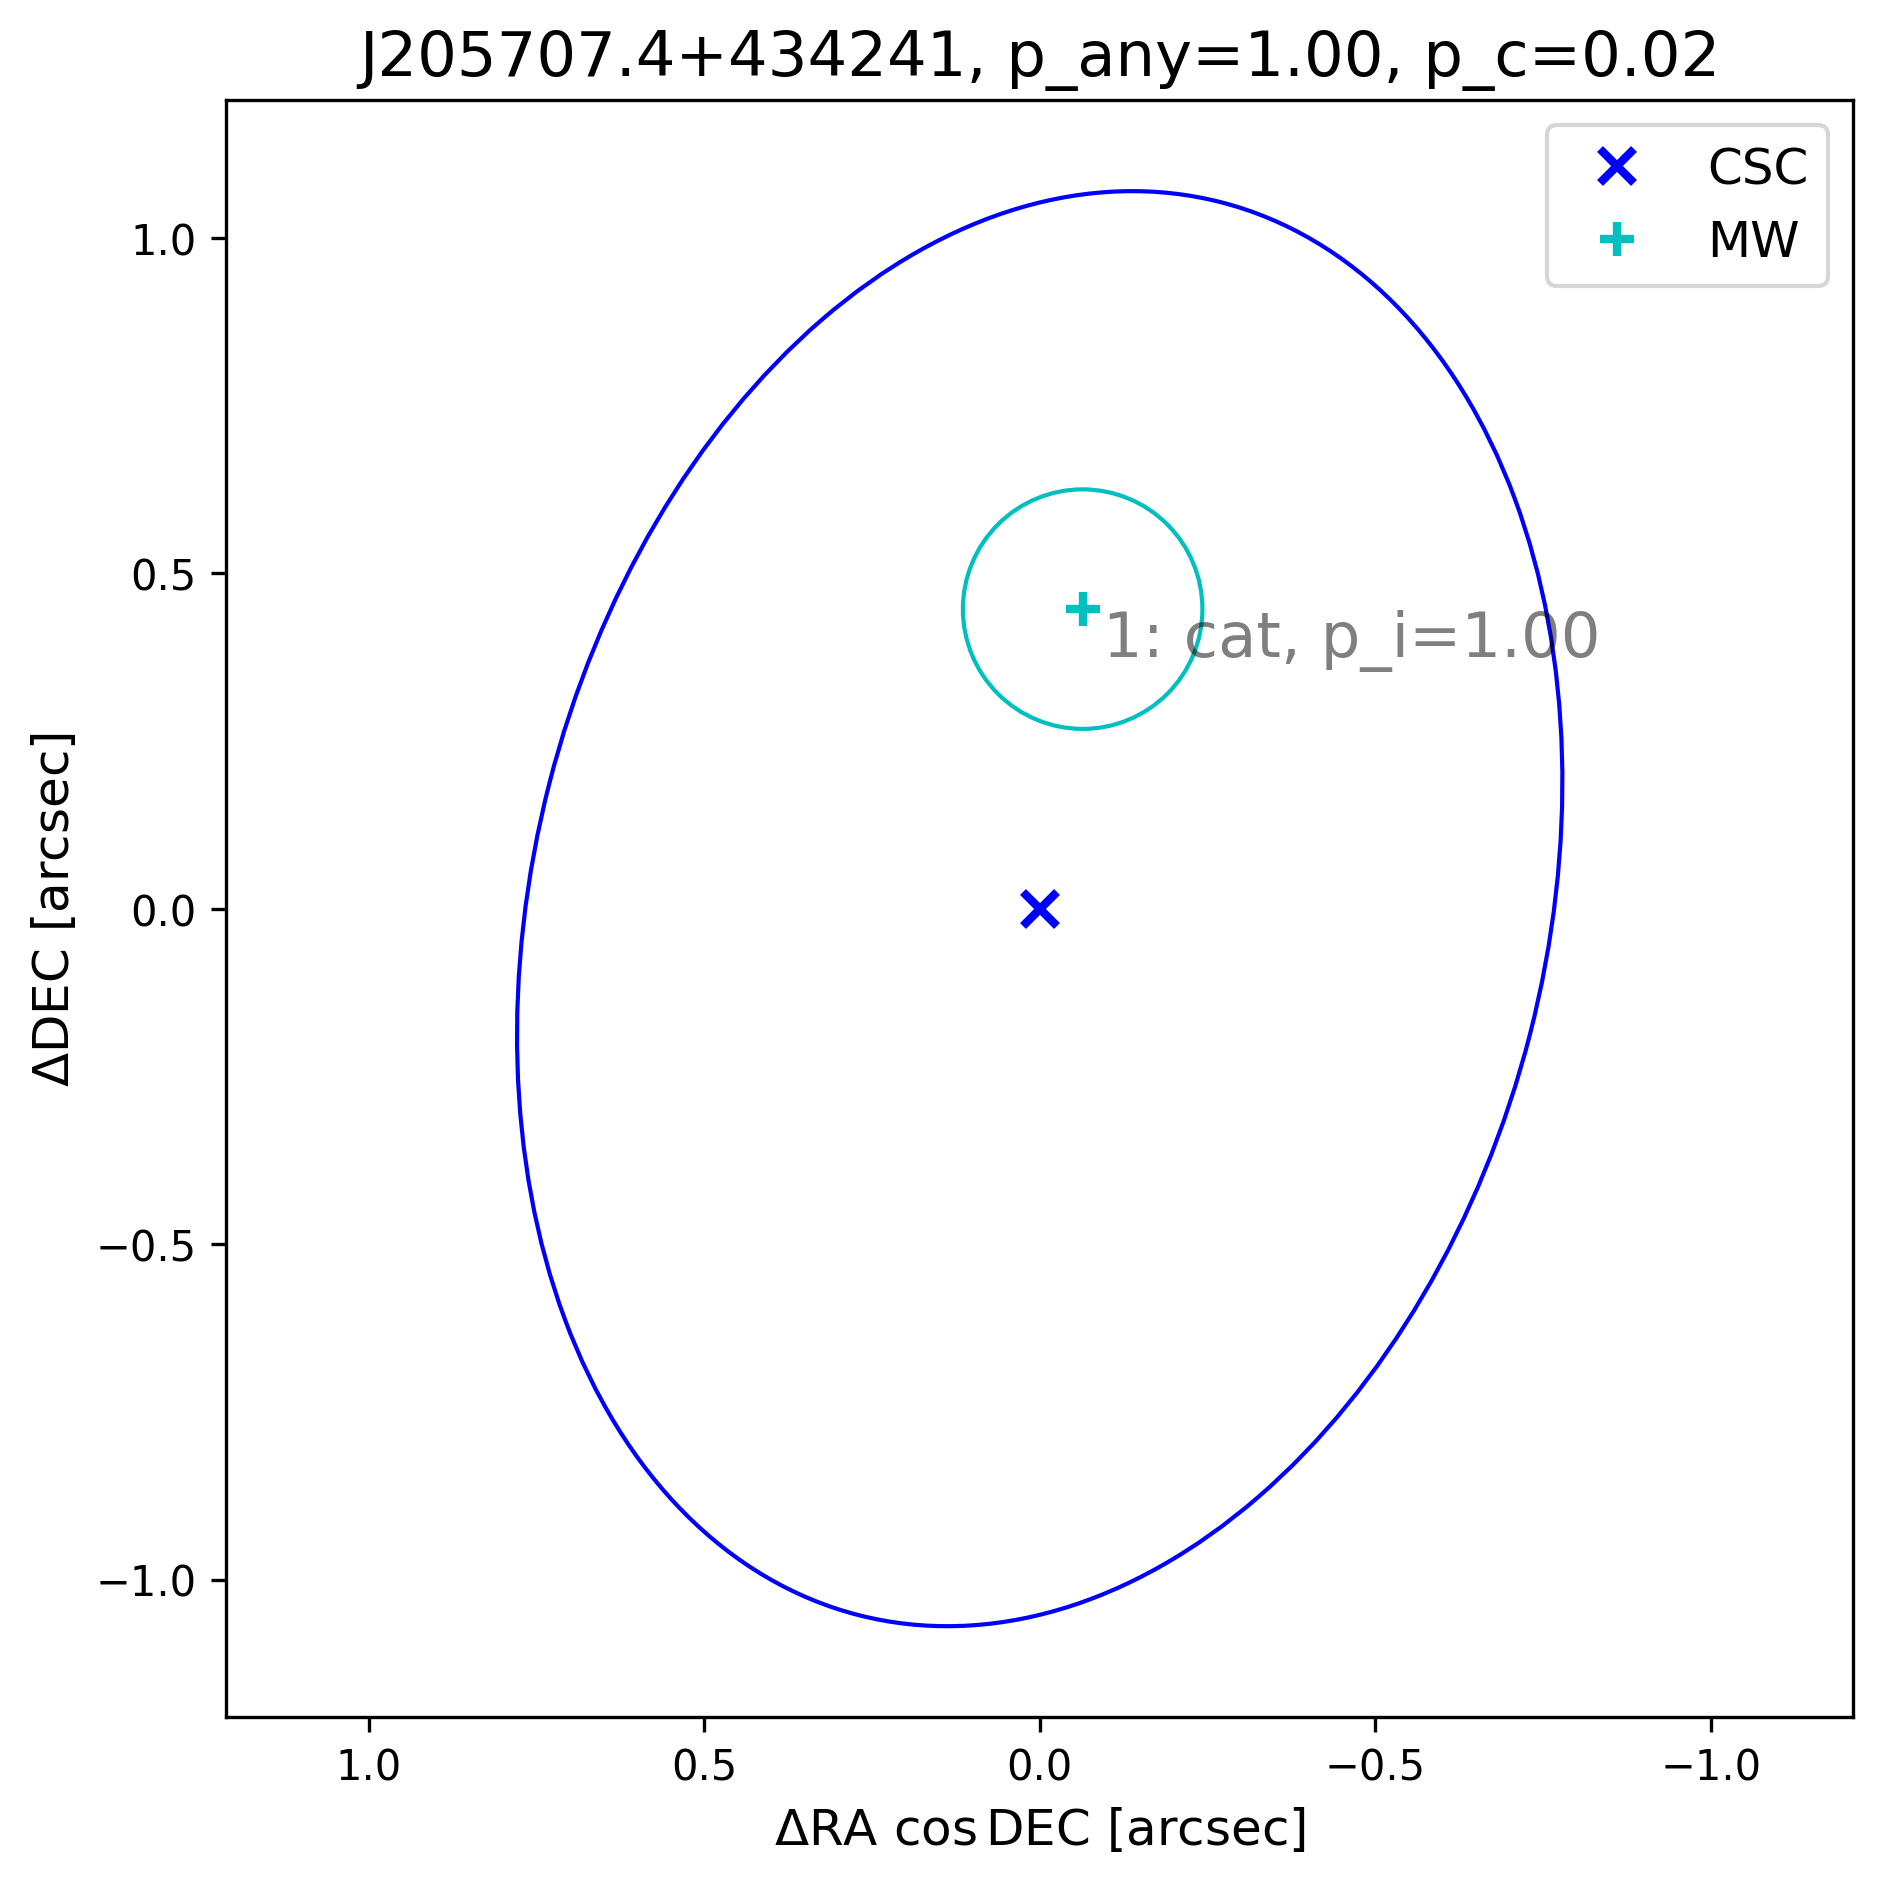 J205707.4+434241, p_any=1.00, p_c=0.02
CSC
MW
1.0
0.5
0.0
−0.5
−1.0
ΔDEC [arcsec]
1: cat, p_i=1.00
1.0
0.5
0.0
−0.5
−1.0
ΔRA cos DEC [arcsec]